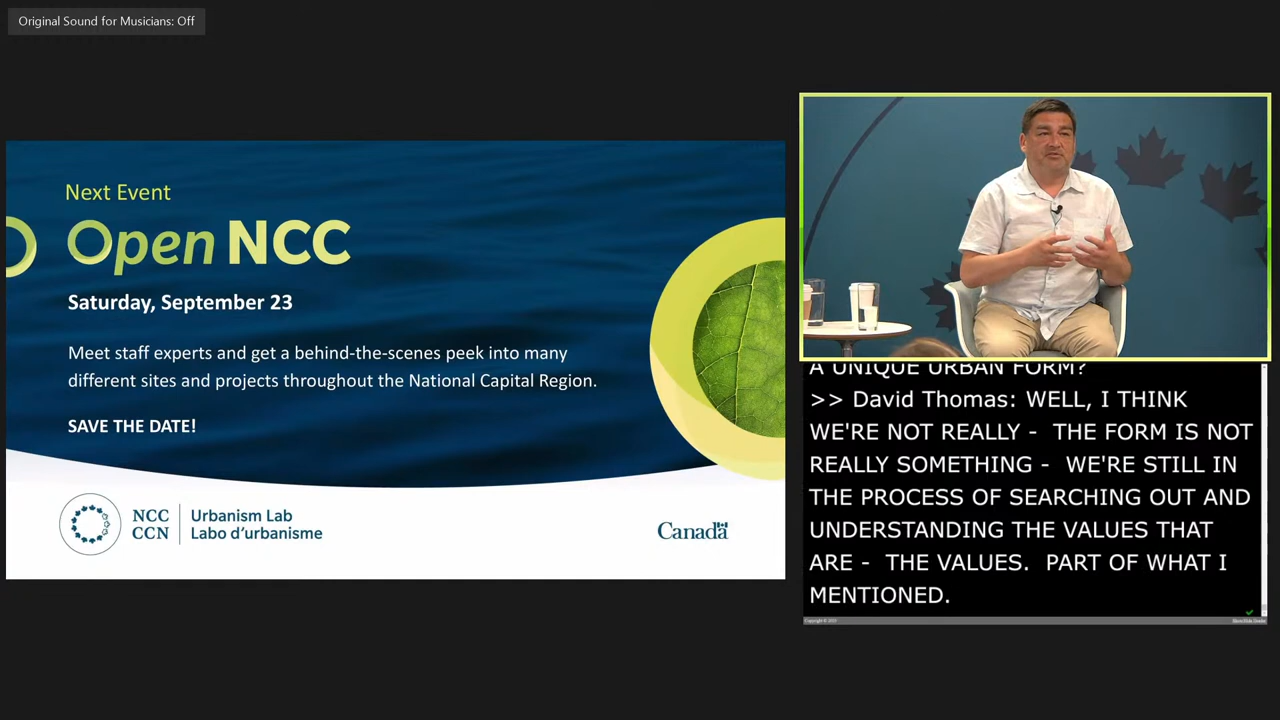 Original Sound for Musicians: Off
Next Event
Open NCC
Saturday, September 23
Meet staff experts and get a behind-the-scenes peek into many
different sites and projects throughout the National Capital Region.
SAVE THE DATE!
NCC
CCN
Urbanism Lab
Labo d'urbanisme
Canada
A UNIQUE URBAN FORM?
>> David Thomas: WELL, I THINK
WE'RE NOT REALLY - THE FORM IS NOT
REALLY SOMETHING - WE'RE STILL IN
THE PROCESS OF SEARCHING OUT AND
UNDERSTANDING THE VALUES THAT
ARE - THE VALUES. PART OF WHAT I
MENTIONED.